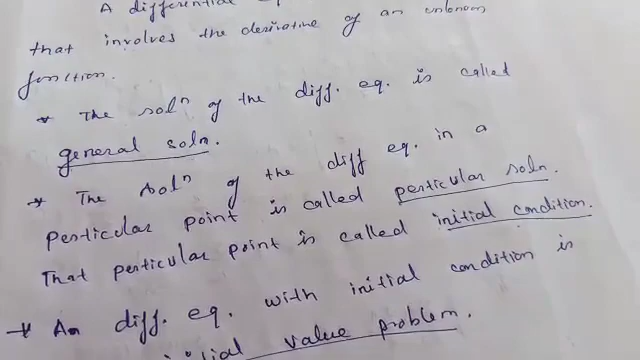 A differential
that involves the derivative of an unknown
function.
* The solⁿ of the diff. eq. is called
general soln.
* The solⁿ of the diff eq. in a
perticular point is called perticular soln.
That perticular point is called initial condition.
* An diff. eq. with initial condition is
value problem.